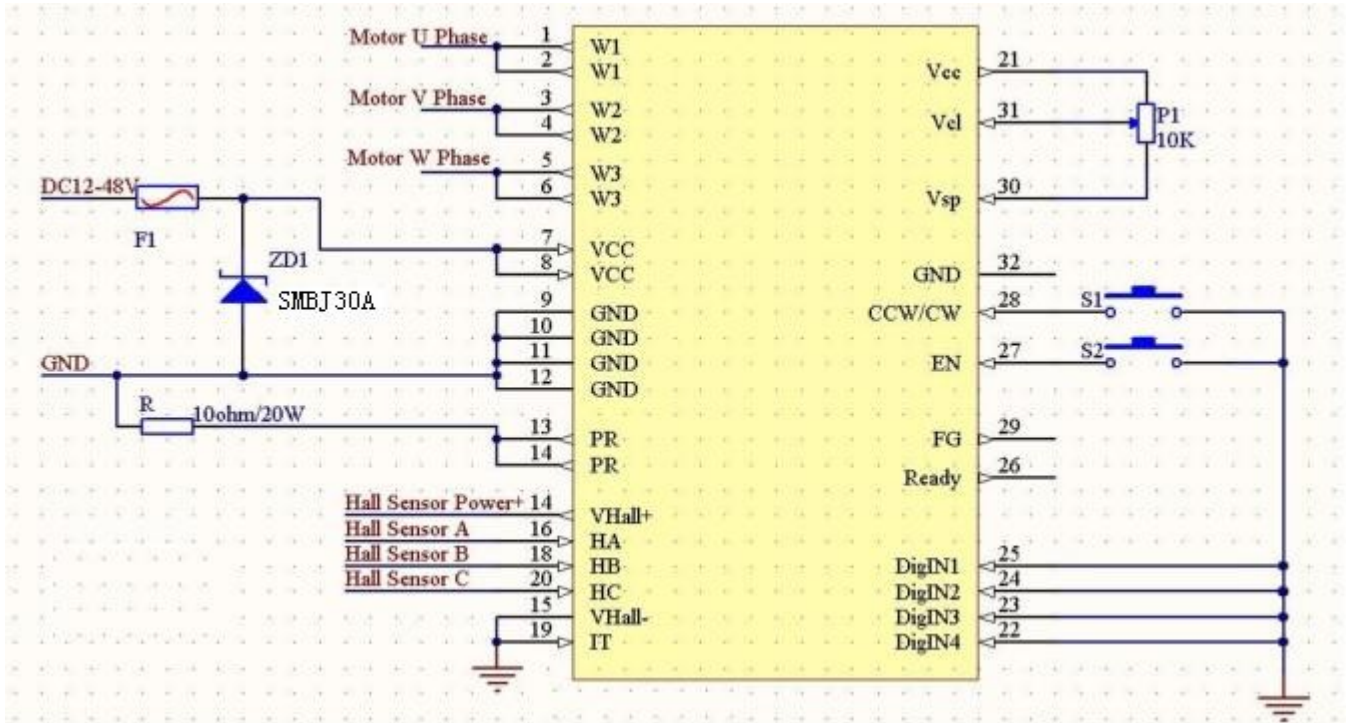 Motor U Phase 1 W1
2 W1
Motor V Phase 3 W2
4 W2
Motor W Phase 5 W3
6 W3
DC12-48V
F1
7 VCC
8 VCC
ZD1
SMBJ30A
9 GND
10 GND
11 GND
12 GND
GND
R 10ohm/20W
13 PR
14 PR
Hall Sensor Power+ 14 VHall+
Hall Sensor A 16 HA
Hall Sensor B 18 HB
Hall Sensor C 20 HC
15 VHall-
19 IT
Vcc 21
Vcl 31
P1
10K
Vsp 30
GND 32
CCW/CW 28 S1
EN 27 S2
FG 29
Ready 26
DigIN1 25
DigIN2 24
DigIN3 23
DigIN4 22